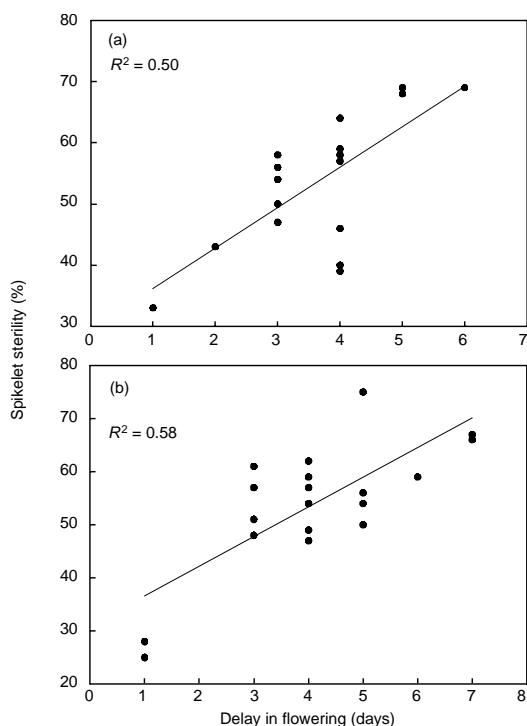 80
(a)
R² = 0.50
70
60
50
40
30
0 1 2 3 4 5 6 7
Spikelet sterility (%)
80
(b)
70
R² = 0.58
60
50
40
30
20
0 1 2 3 4 5 6 7 8
Delay in flowering (days)